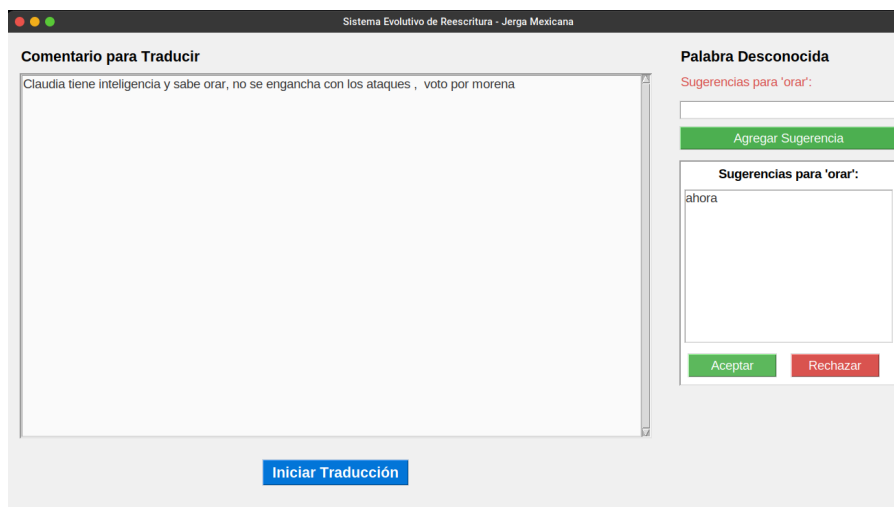 Sistema Evolutivo de Reescritura - Jerga Mexicana
Comentario para Traducir
Claudia tiene inteligencia y sabe orar, no se engancha con los ataques ,  voto por morena
Iniciar Traducción
Palabra Desconocida
Sugerencias para 'orar':
Agregar Sugerencia
Sugerencias para 'orar':
ahora
Aceptar
Rechazar